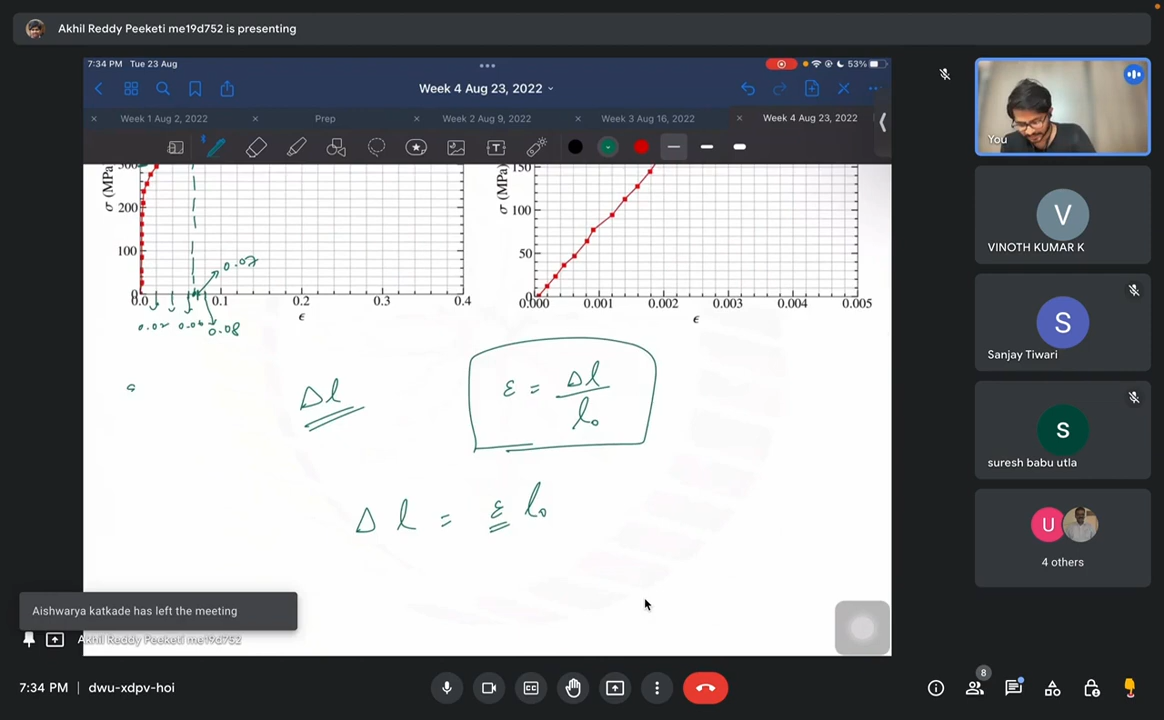 Akhil Reddy Peeketi me19d752 is presenting
7:34 PM Tue 23 Aug
53%
Week 4 Aug 23, 2022
Week 1 Aug 2, 2022
Prep
Week 2 Aug 9, 2022
Week 3 Aug 16, 2022
Week 4 Aug 23, 2022
You
σ (MPa)
300
200
100
0
0.0 0.1 0.2 0.3 0.4
ϵ
0.07
0.02 0.06 0.08
σ (MPa)
150
100
50
0
0.000 0.001 0.002 0.003 0.004 0.005
ϵ
Δl
ε = Δl / l₀
Δ l = ε l₀
V
VINOTH KUMAR K
S
Sanjay Tiwari
S
suresh babu utla
U
4 others
Aishwarya katkade has left the meeting
Akhil Reddy Peeketi me19d752
7:34 PM | dwu-xdpv-hoi
8